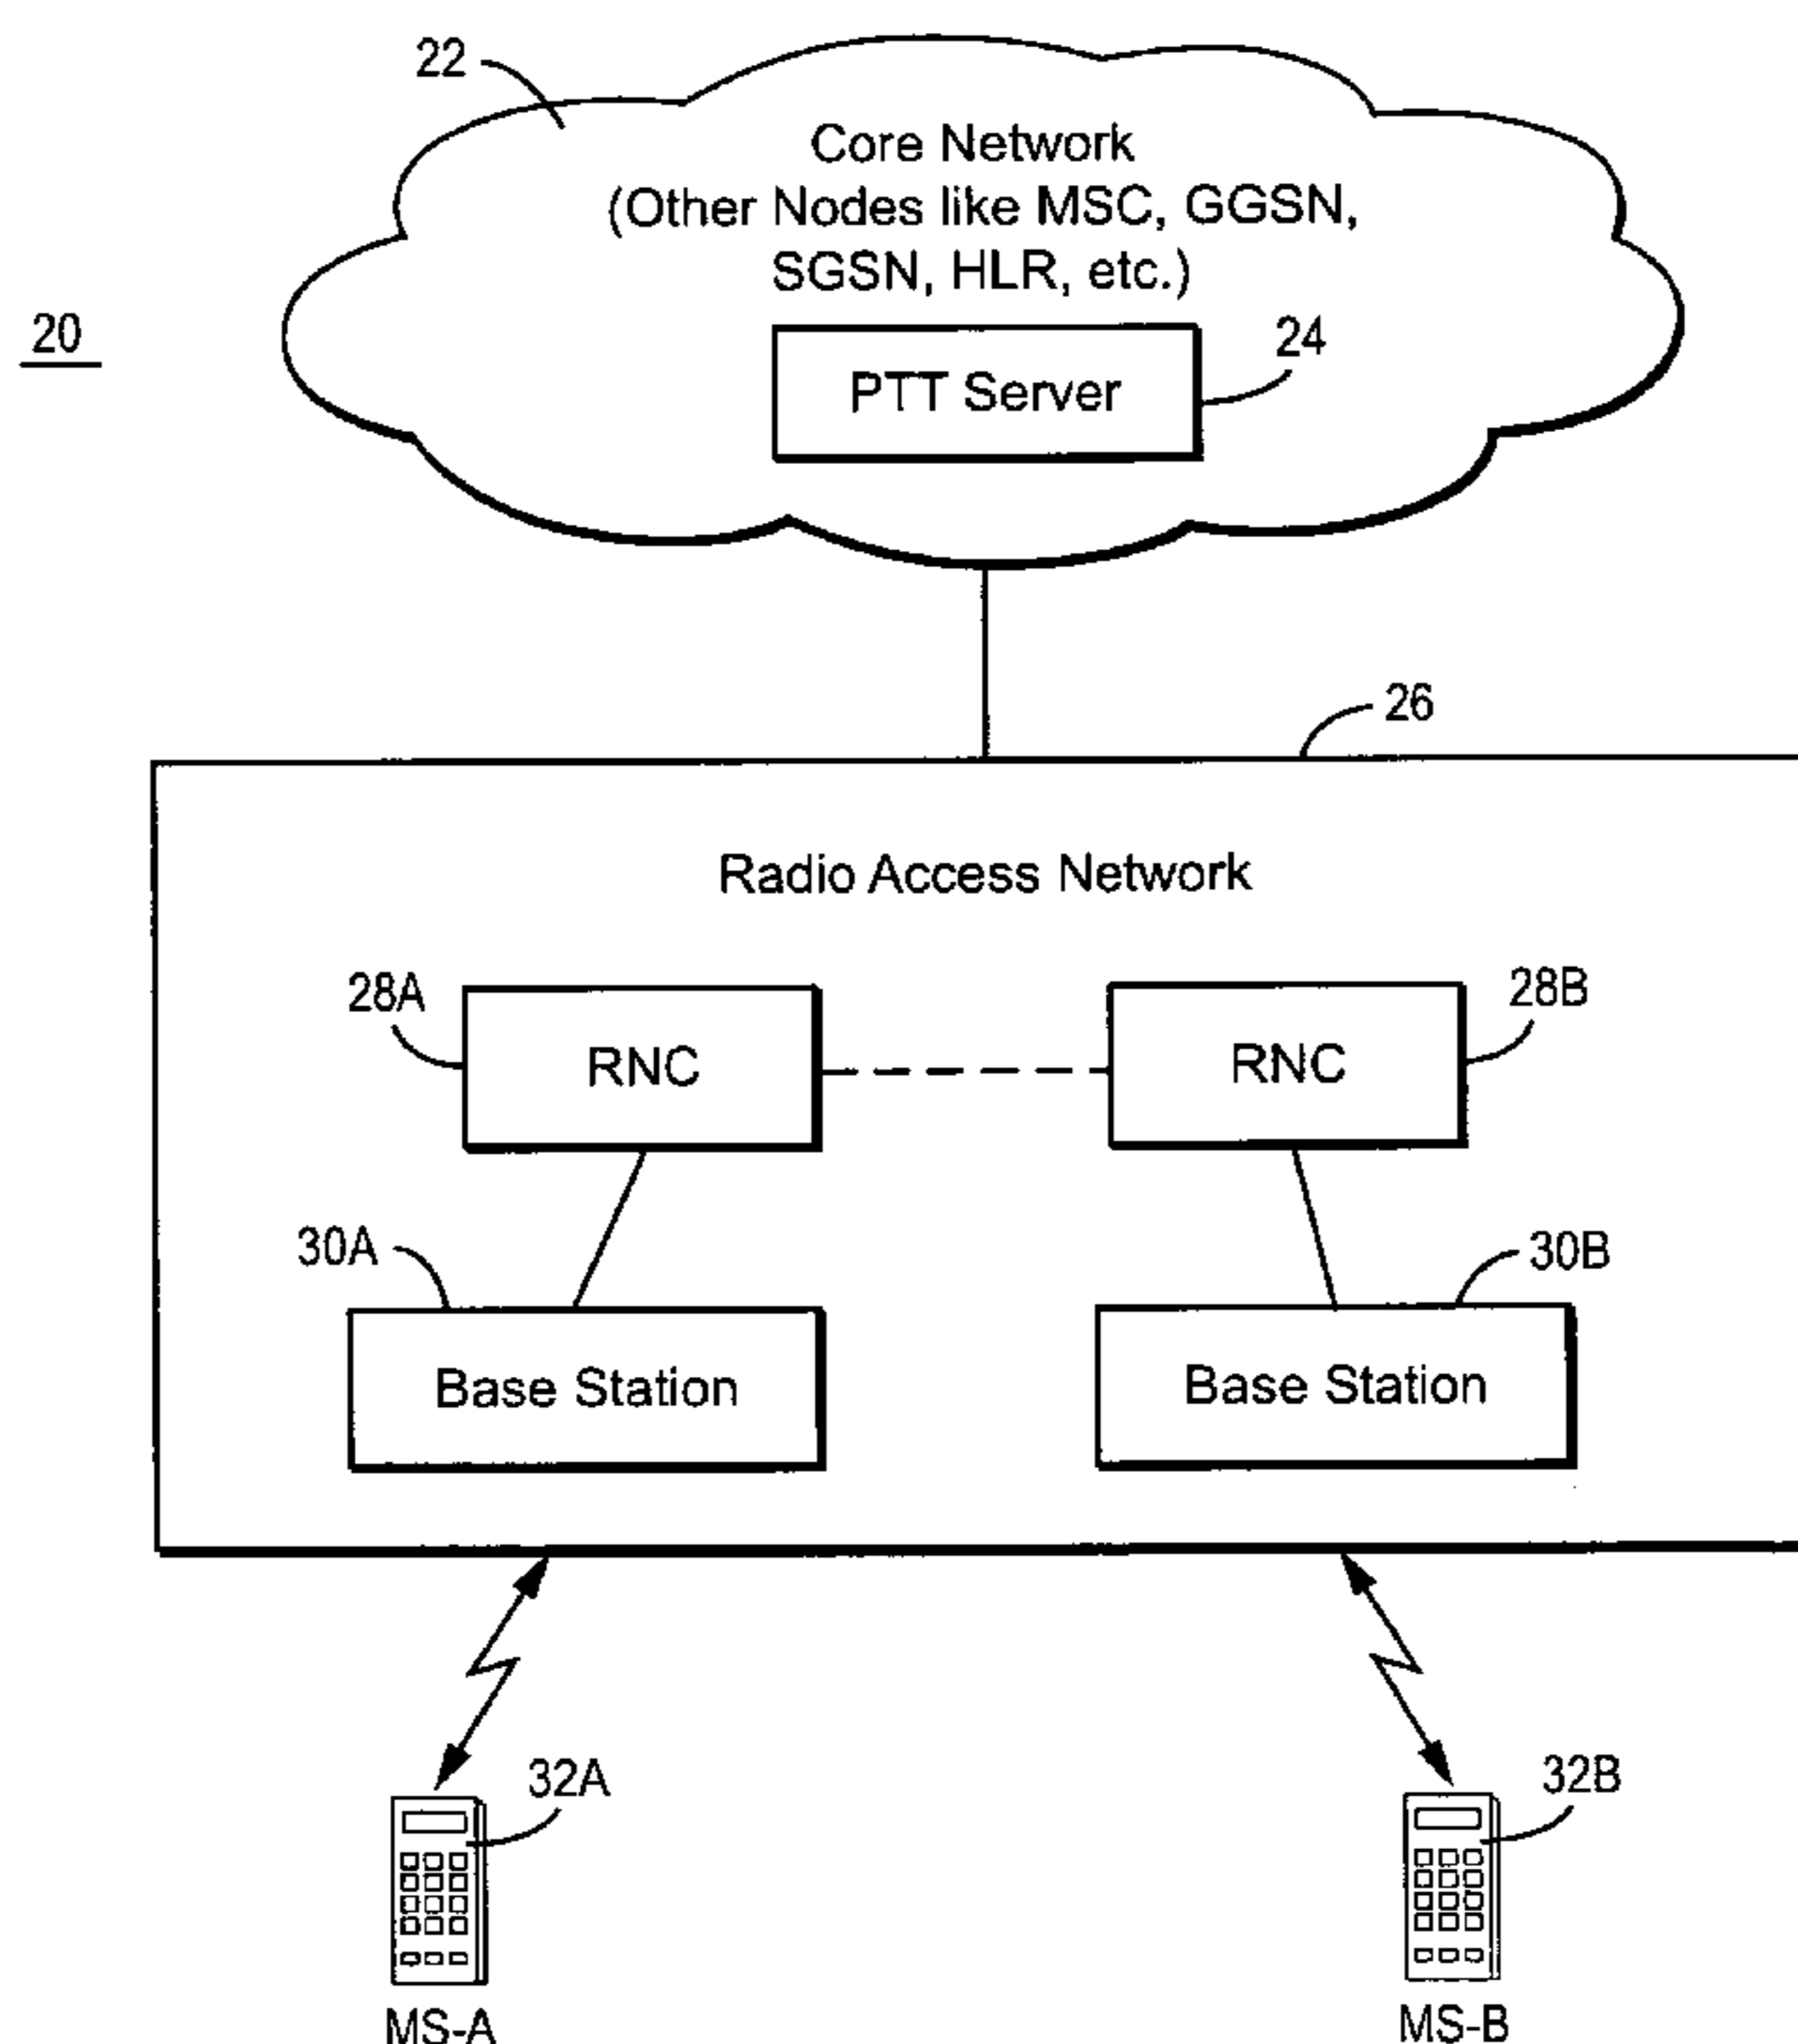 22
Core Network
(Other Nodes like MSC, GGSN,
SGSN, HLR, etc.)
20
24
PTT Server
26
Radio Access Network
28A
28B
RNC
RNC
30A
30B
Base Station
Base Station
32A
32B
MS-A
MS-B